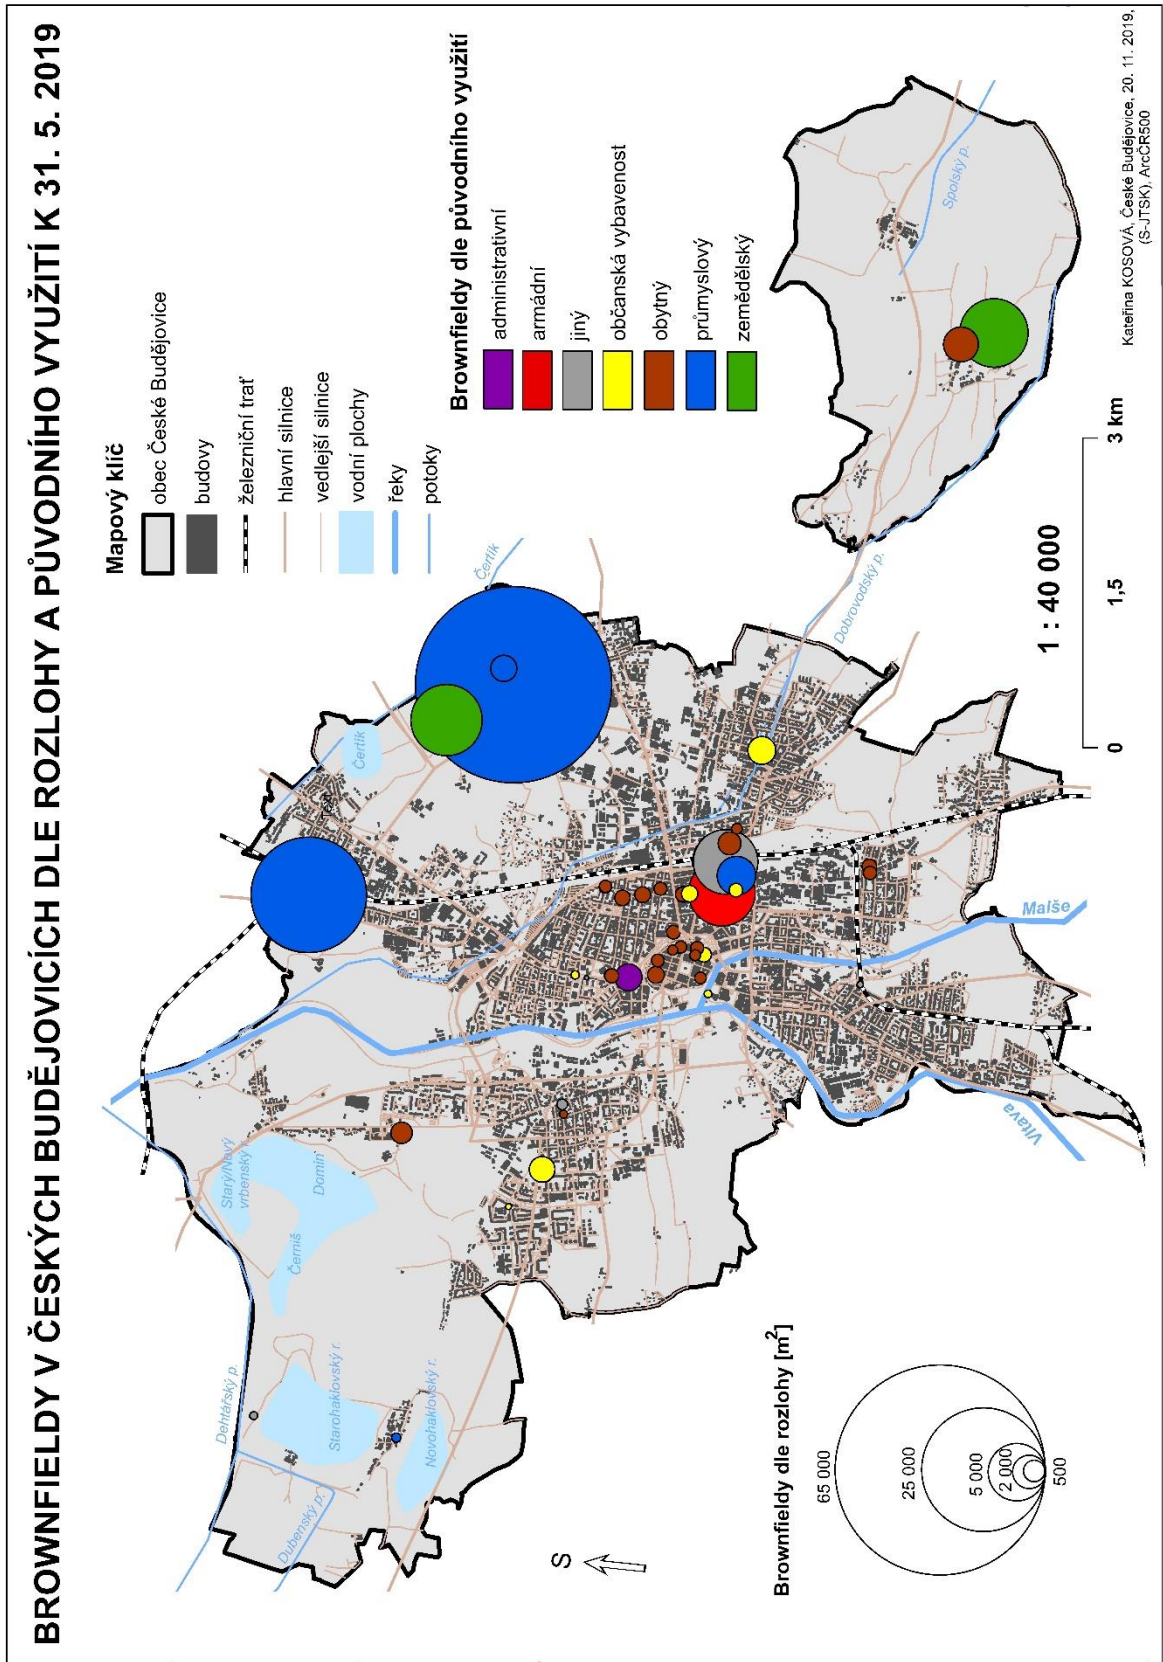 BROWNFIELDY V ČESKÝCH BUDĚJOVICÍCH DLE ROZLOHY A PŮVODNÍHO VYUŽITÍ K 31. 5. 2019
Mapový klíč
obec České Budějovice
budovy
železniční trať
hlavní silnice
vedlejší silnice
vodní plochy
řeky
potoky
Brownfieldy dle původního využití
administrativní
armádní
jiný
občanská vybavenost
obytný
průmyslový
zemědělský
Dehtářský p.
Dubenský p.
Starohaklovský r.
Novohaklovský r.
Černiš
Domin
Starý/Nový
vrbenský r.
Čertík
Čertík
Dobrovodský p.
Spolský p.
Malše
Vltava
S
Brownfieldy dle rozlohy [m²]
65 000
25 000
5 000
2 000
500
1 : 40 000
0
1,5
3 km
Kateřina KOSOVÁ, České Budějovice, 20. 11. 2019,
(S-JTSK), ArcČR500